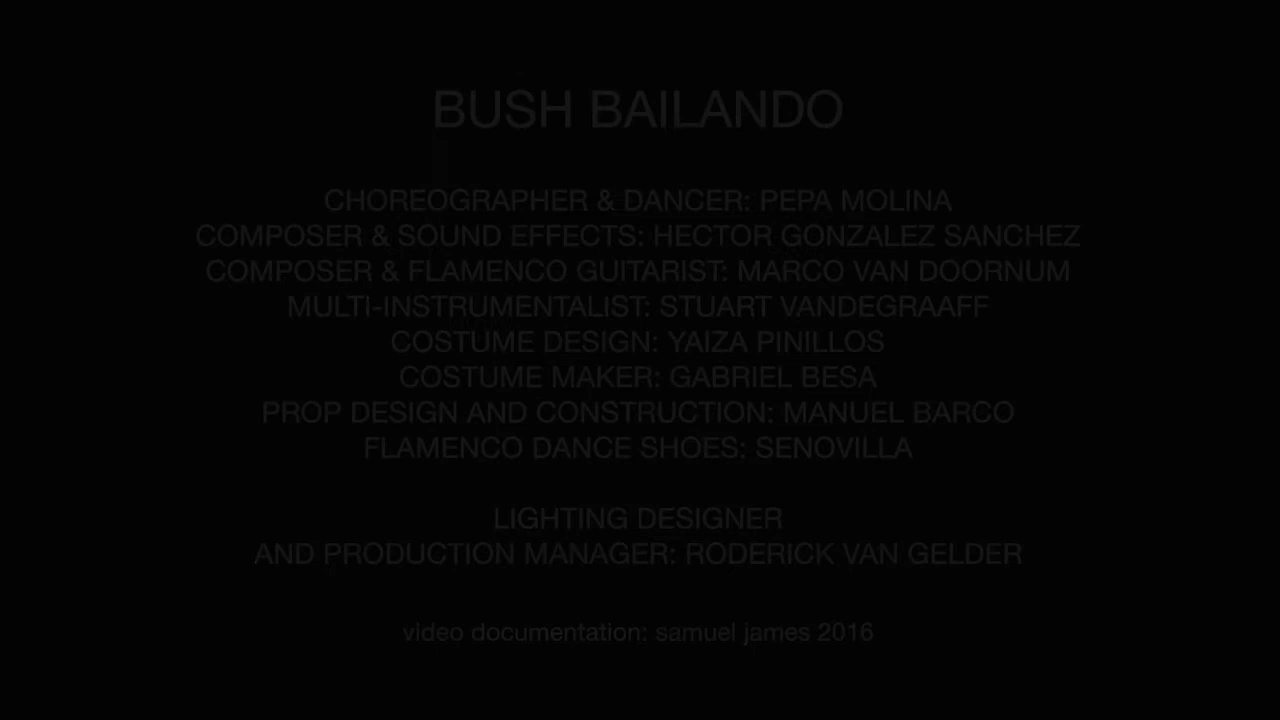 BUSH BAILANDO
CHOREOGRAPHER & DANCER: PEPA MOLINA
COMPOSER & SOUND EFFECTS: HECTOR GONZALEZ SANCHEZ
COMPOSER & FLAMENCO GUITARIST: MARCO VAN DOORNUM
MULTI-INSTRUMENTALIST: STUART VANDEGRAAFF
COSTUME DESIGN: YAIZA PINILLOS
COSTUME MAKER: GABRIEL BESA
PROP DESIGN AND CONSTRUCTION: MANUEL BARCO
FLAMENCO DANCE SHOES: SENOVILLA
LIGHTING DESIGNER
AND PRODUCTION MANAGER: RODERICK VAN GELDER
video documentation: samuel james 2016